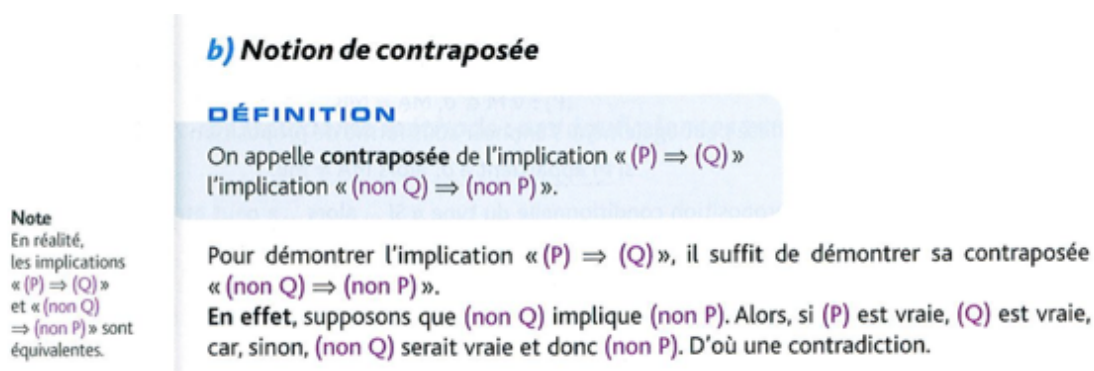 b) Notion de contraposée
DÉFINITION
On appelle contraposée de l'implication « (P) ⇒ (Q) »
l'implication « (non Q) ⇒ (non P) ».
Note
En réalité,
les implications
« (P) ⇒ (Q) »
et « (non Q)
⇒ (non P) » sont
équivalentes.
Pour démontrer l'implication « (P) ⇒ (Q) », il suffit de démontrer sa contraposée
« (non Q) ⇒ (non P) ».
En effet, supposons que (non Q) implique (non P). Alors, si (P) est vraie, (Q) est vraie,
car, sinon, (non Q) serait vraie et donc (non P). D'où une contradiction.